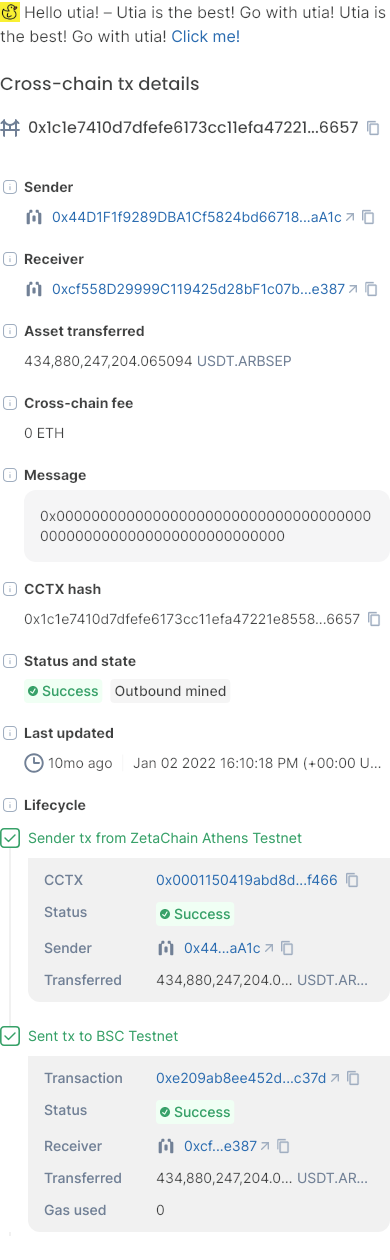 Hello utia! – Utia is the best! Go with utia! Utia is
the best! Go with utia! Click me!
Cross-chain tx details
0x1c1e7410d7dfefe6173cc11efa47221...6657
Sender
0x44D1F1f9289DBA1Cf5824bd66718...aA1c
Receiver
0xcf558D29999C119425d28bF1c07b...e387
Asset transferred
434,880,247,204.065094 USDT.ARBSEP
Cross-chain fee
0 ETH
Message
0x000000000000000000000000000000000000
0000000000000000000000000000
CCTX hash
0x1c1e7410d7dfefe6173cc11efa47221e8558...6657
Status and state
Success Outbound mined
Last updated
10mo ago Jan 02 2022 16:10:18 PM (+00:00 U...
Lifecycle
Sender tx from ZetaChain Athens Testnet
CCTX 0x0001150419abd8d...f466
Status Success
Sender 0x44...aA1c
Transferred 434,880,247,204.0... USDT.AR...
Sent tx to BSC Testnet
Transaction 0xe209ab8ee452d...c37d
Status Success
Receiver 0xcf...e387
Transferred 434,880,247,204.0... USDT.AR...
Gas used 0